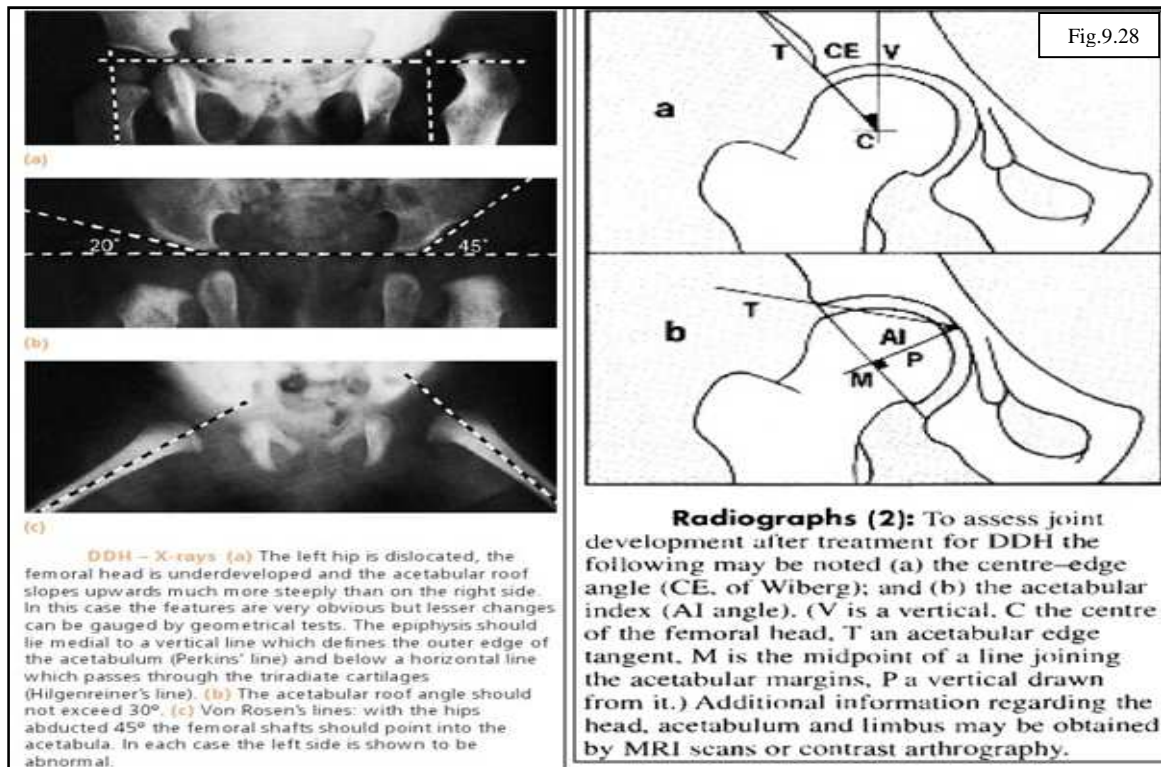 (a)
20°
45°
(b)
(c)
DDH – X-rays (a) The left hip is dislocated, the
femoral head is underdeveloped and the acetabular roof
slopes upwards much more steeply than on the right side.
In this case the features are very obvious but lesser changes
can be gauged by geometrical tests. The epiphysis should
lie medial to a vertical line which defines the outer edge of
the acetabulum (Perkins' line) and below a horizontal line
which passes through the triradiate cartilages
(Hilgenreiner's line). (b) The acetabular roof angle should
not exceed 30°. (c) Von Rosen's lines: with the hips
abducted 45° the femoral shafts should point into the
acetabula. In each case the left side is shown to be
abnormal.
Fig.9.28
T CE V
a
C
T
b
AI
P
M
Radiographs (2): To assess joint
development after treatment for DDH the
following may be noted (a) the centre–edge
angle (CE, of Wiberg); and (b) the acetabular
index (AI angle). (V is a vertical, C the centre
of the femoral head, T an acetabular edge
tangent, M is the midpoint of a line joining
the acetabular margins, P a vertical drawn
from it.) Additional information regarding the
head, acetabulum and limbus may be obtained
by MRI scans or contrast arthrography.